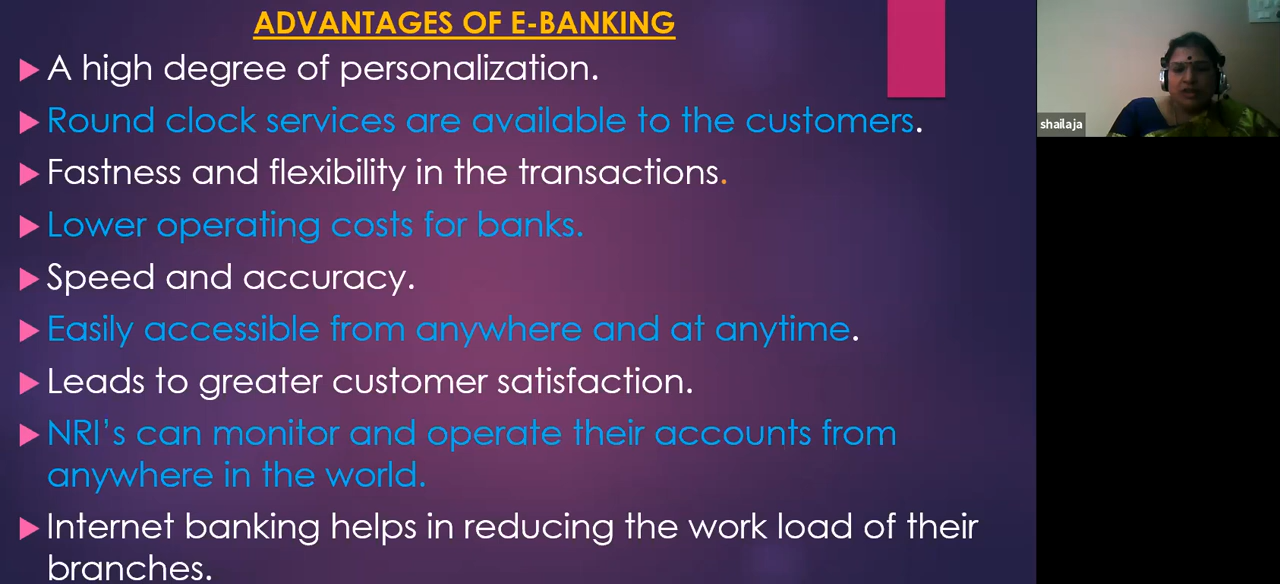 ADVANTAGES OF E-BANKING
A high degree of personalization.
Round clock services are available to the customers.
Fastness and flexibility in the transactions.
Lower operating costs for banks.
Speed and accuracy.
Easily accessible from anywhere and at anytime.
Leads to greater customer satisfaction.
NRI's can monitor and operate their accounts from
anywhere in the world.
Internet banking helps in reducing the work load of their
branches.
shailaja